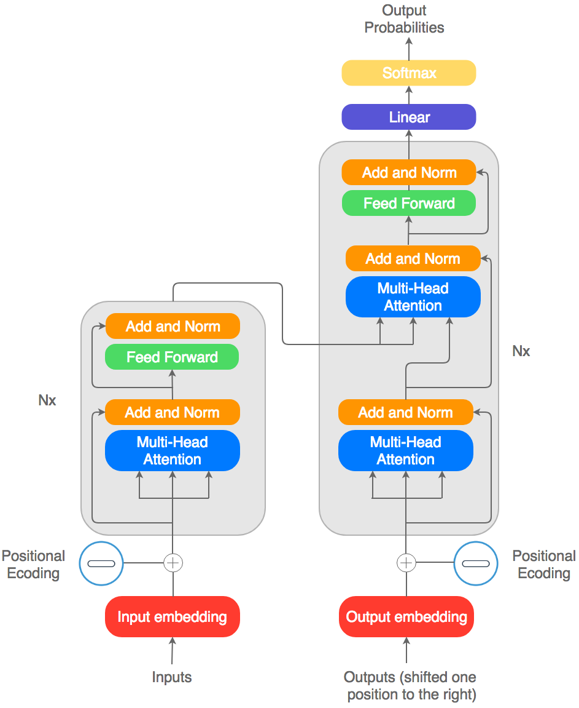 Output
Probabilities
Softmax
Linear
Add and Norm
Feed Forward
Add and Norm
Multi-Head
Attention
Nx
Add and Norm
Multi-Head
Attention
Add and Norm
Feed Forward
Nx
Add and Norm
Multi-Head
Attention
Positional
Ecoding
Positional
Ecoding
Input embedding
Output embedding
Inputs
Outputs (shifted one
position to the right)